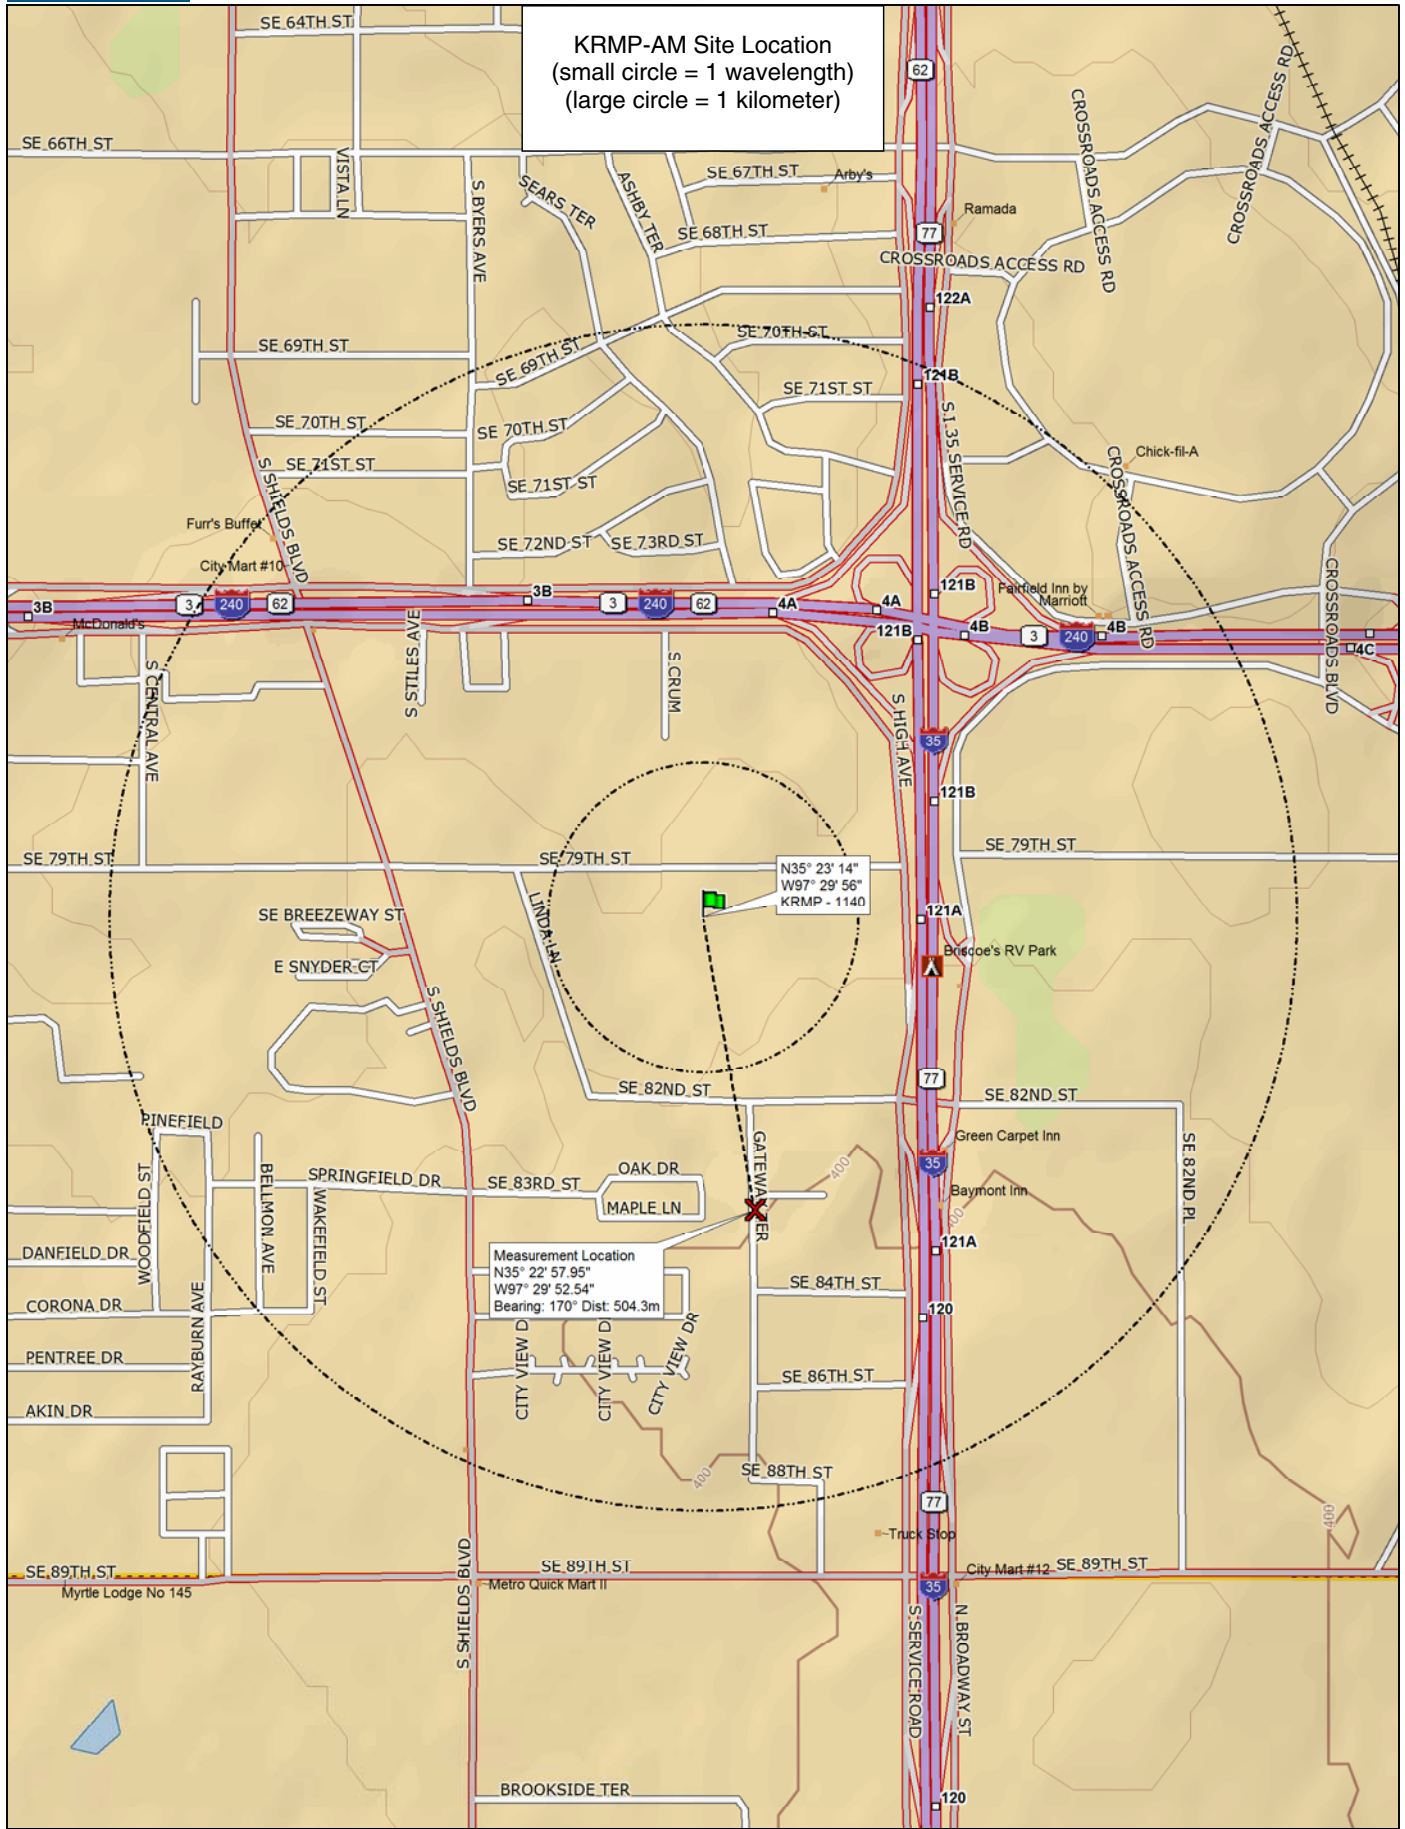 KRMP-AM Site Location
(small circle = 1 wavelength)
(large circle = 1 kilometer)
SE 64TH ST
62
SE 66TH ST
VISTA LN
S BYERS AVE
SEARS TER
ASHBY TER
SE 67TH ST
Arby's
CROSSROADS ACCESS RD
CROSSROADS ACCESS RD
Ramada
77
SE 68TH ST
CROSSROADS ACCESS RD
122A
SE 69TH ST
SE 69TH ST
SE 70TH ST
121B
SE 71ST ST
S I 35 SERVICE RD
SE 70TH ST
SE 70TH ST
SE 71ST ST
SE 71ST ST
Chick-fil-A
CROSSROADS ACCESS RD
S SHIELDS BLVD
Furr's Buffet
SE 72ND ST
SE 73RD ST
City Mart #10
3B
3
240
62
3B
3
240
62
4A
4A
121B
121B
4B
Fairfield Inn by
Marriott
3
240
4B
4C
CROSSROADS BLVD
McDonald's
S CENTRAL AVE
S STILES AVE
S CRUM
S HIGH AVE
35
121B
SE 79TH ST
SE 79TH ST
SE 79TH ST
N35° 23' 14"
W97° 29' 56"
KRMP - 1140
LINDA LN
SE BREEZEWAY ST
E SNYDER CT
121A
Briscoe's RV Park
S SHIELDS BLVD
77
SE 82ND ST
SE 82ND ST
PINEFIELD
GATEWA
ER
Green Carpet Inn
SE 82ND PL
35
400
WOODFIELD ST
BELLMON AVE
SPRINGFIELD DR
WAKEFIELD ST
SE 83RD ST
OAK DR
MAPLE LN
Baymont Inn
400
121A
DANFIELD DR
Measurement Location
N35° 22' 57.95"
W97° 29' 52.54"
Bearing: 170° Dist: 504.3m
SE 84TH ST
CORONA DR
RAYBURN AVE
120
PENTREE DR
CITY VIEW D
CITY VIEW D
CITY VIEW DR
SE 86TH ST
AKIN DR
SE 88TH ST
400
77
400
Truck Stop
SE 89TH ST
SE 89TH ST
SE 89TH ST
City Mart #12
Myrtle Lodge No 145
Metro Quick Mart II
35
S SHIELDS BLVD
S SERVICE ROAD
N BROADWAY ST
BROOKSIDE TER
120